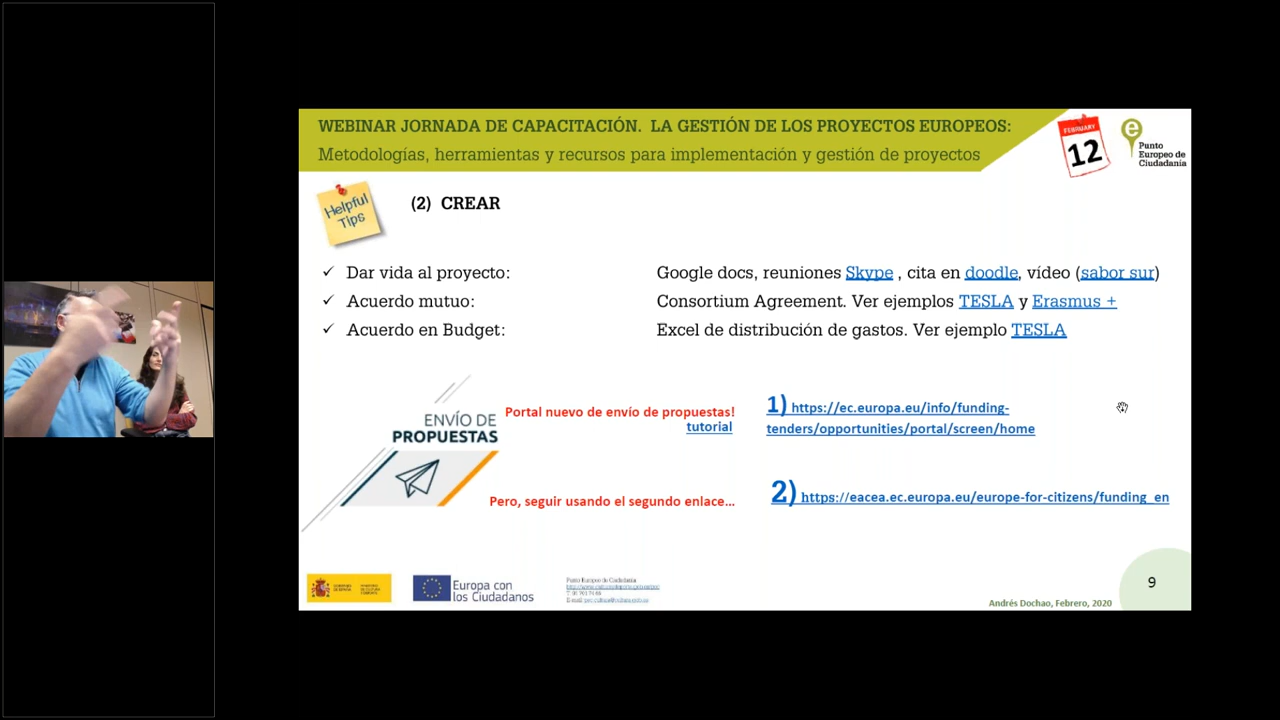 WEBINAR JORNADA DE CAPACITACIÓN. LA GESTIÓN DE LOS PROYECTOS EUROPEOS:
Metodologías, herramientas y recursos para implementación y gestión de proyectos
FEBRUARY
12
e
Punto
Europeo de
Ciudadanía
Helpful
Tips
(2) CREAR
✓ Dar vida al proyecto: Google docs, reuniones Skype , cita en doodle, vídeo (sabor sur)
✓ Acuerdo mutuo: Consortium Agreement. Ver ejemplos TESLA y Erasmus +
✓ Acuerdo en Budget: Excel de distribución de gastos. Ver ejemplo TESLA
ENVÍO DE
PROPUESTAS
Portal nuevo de envío de propuestas!
tutorial
1) https://ec.europa.eu/info/funding-
tenders/opportunities/portal/screen/home
Pero, seguir usando el segundo enlace...
2) https://eacea.ec.europa.eu/europe-for-citizens/funding_en
Europa con
los Ciudadanos
Punto Europeo de Ciudadanía
Andrés Dochao, Febrero, 2020
9